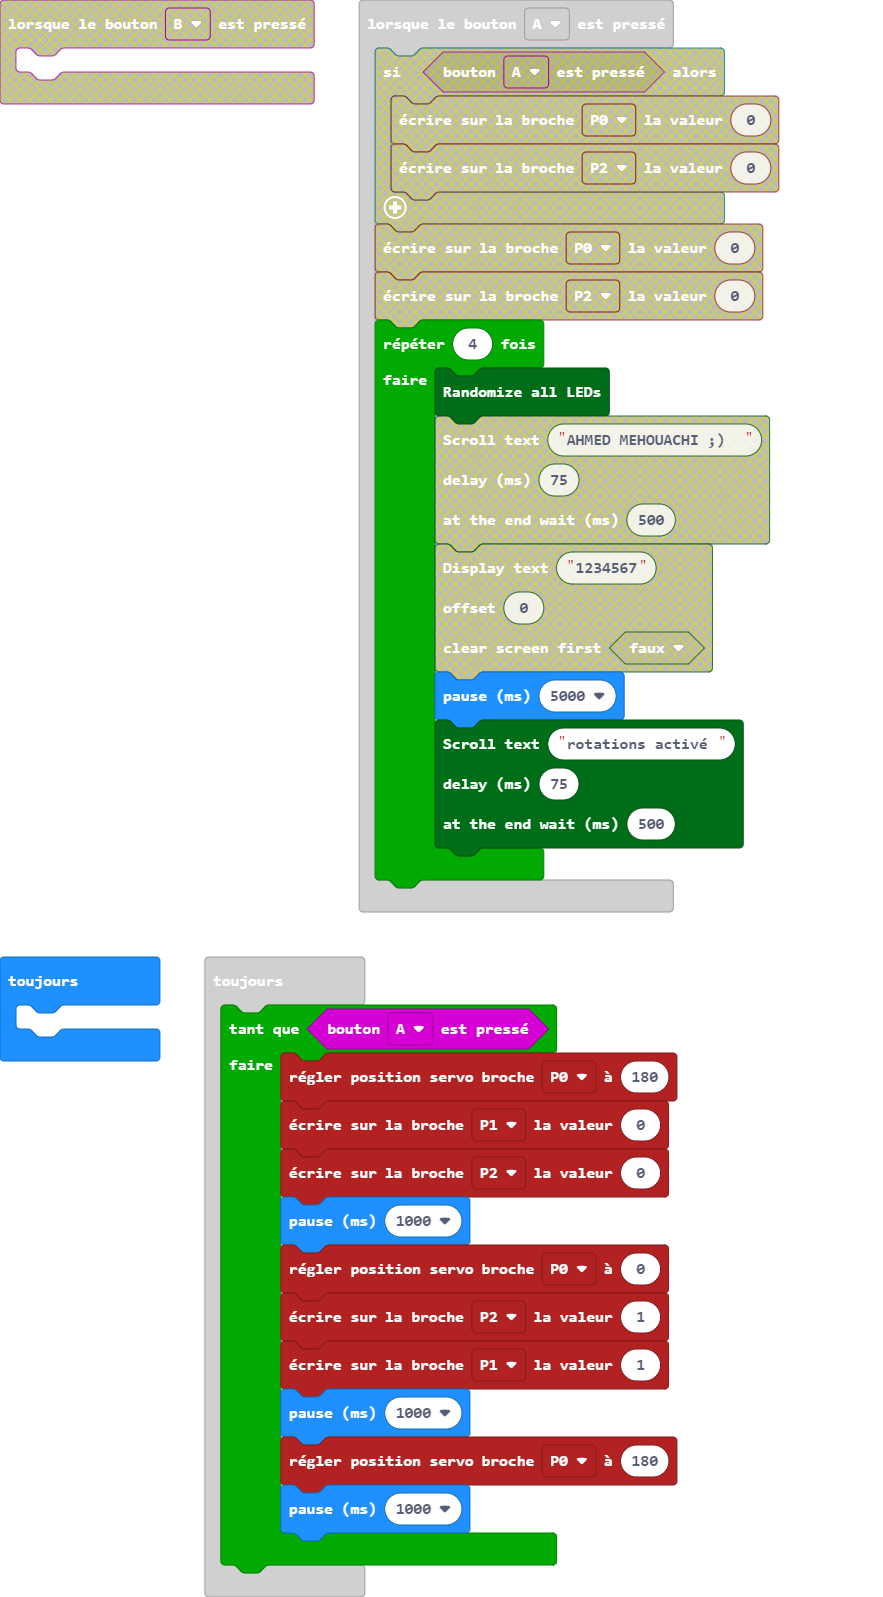 lorsque le bouton B est pressé
lorsque le bouton A est pressé
si bouton A est pressé alors
écrire sur la broche P0 la valeur 0
écrire sur la broche P2 la valeur 0
écrire sur la broche P0 la valeur 0
écrire sur la broche P2 la valeur 0
répéter 4 fois
faire
Randomize all LEDs
Scroll text "AHMED MEHOUACHI ;) "
delay (ms) 75
at the end wait (ms) 500
Display text "1234567"
offset 0
clear screen first faux
pause (ms) 5000
Scroll text "rotations activé "
delay (ms) 75
at the end wait (ms) 500
toujours
toujours
tant que bouton A est pressé
faire
régler position servo broche P0 à 180
écrire sur la broche P1 la valeur 0
écrire sur la broche P2 la valeur 0
pause (ms) 1000
régler position servo broche P0 à 0
écrire sur la broche P2 la valeur 1
écrire sur la broche P1 la valeur 1
pause (ms) 1000
régler position servo broche P0 à 180
pause (ms) 1000